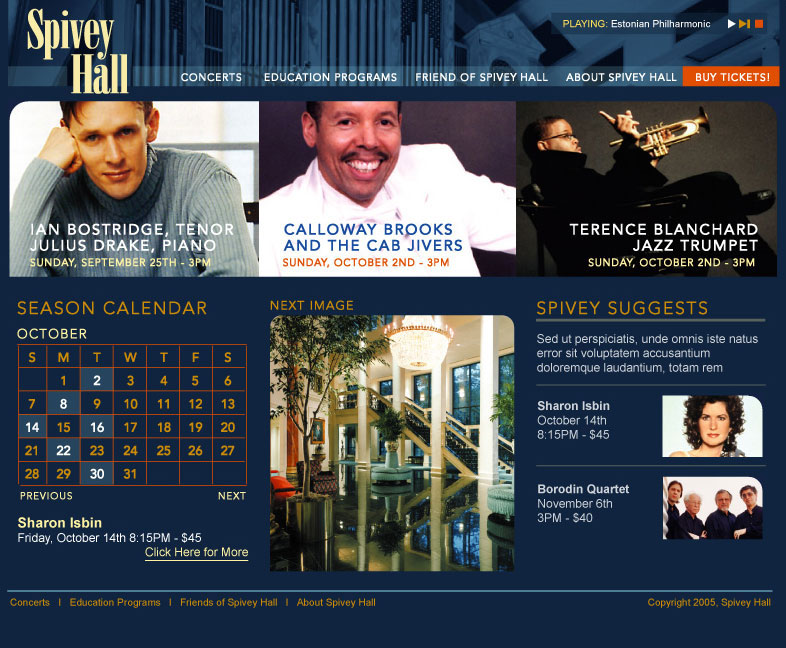 Spivey
Hall
PLAYING: Estonian Philharmonic
CONCERTS EDUCATION PROGRAMS FRIEND OF SPIVEY HALL ABOUT SPIVEY HALL BUY TICKETS!
IAN BOSTRIDGE, TENOR
JULIUS DRAKE, PIANO
SUNDAY, SEPTEMBER 25TH - 3PM
CALLOWAY BROOKS
AND THE CAB JIVERS
SUNDAY, OCTOBER 2ND - 3PM
TERENCE BLANCHARD
JAZZ TRUMPET
SUNDAY, OCTOBER 2ND - 3PM
SEASON CALENDAR
OCTOBER
S M T W T F S
1 2 3 4 5 6
7 8 9 10 11 12 13
14 15 16 17 18 19 20
21 22 23 24 25 26 27
28 29 30 31
PREVIOUS NEXT
Sharon Isbin
Friday, October 14th 8:15PM - $45
Click Here for More
NEXT IMAGE
SPIVEY SUGGESTS
Sed ut perspiciatis, unde omnis iste natus
error sit voluptatem accusantium
doloremque laudantium, totam rem
Sharon Isbin
October 14th
8:15PM - $45
Borodin Quartet
November 6th
3PM - $40
Concerts I Education Programs I Friends of Spivey Hall I About Spivey Hall
Copyright 2005, Spivey Hall